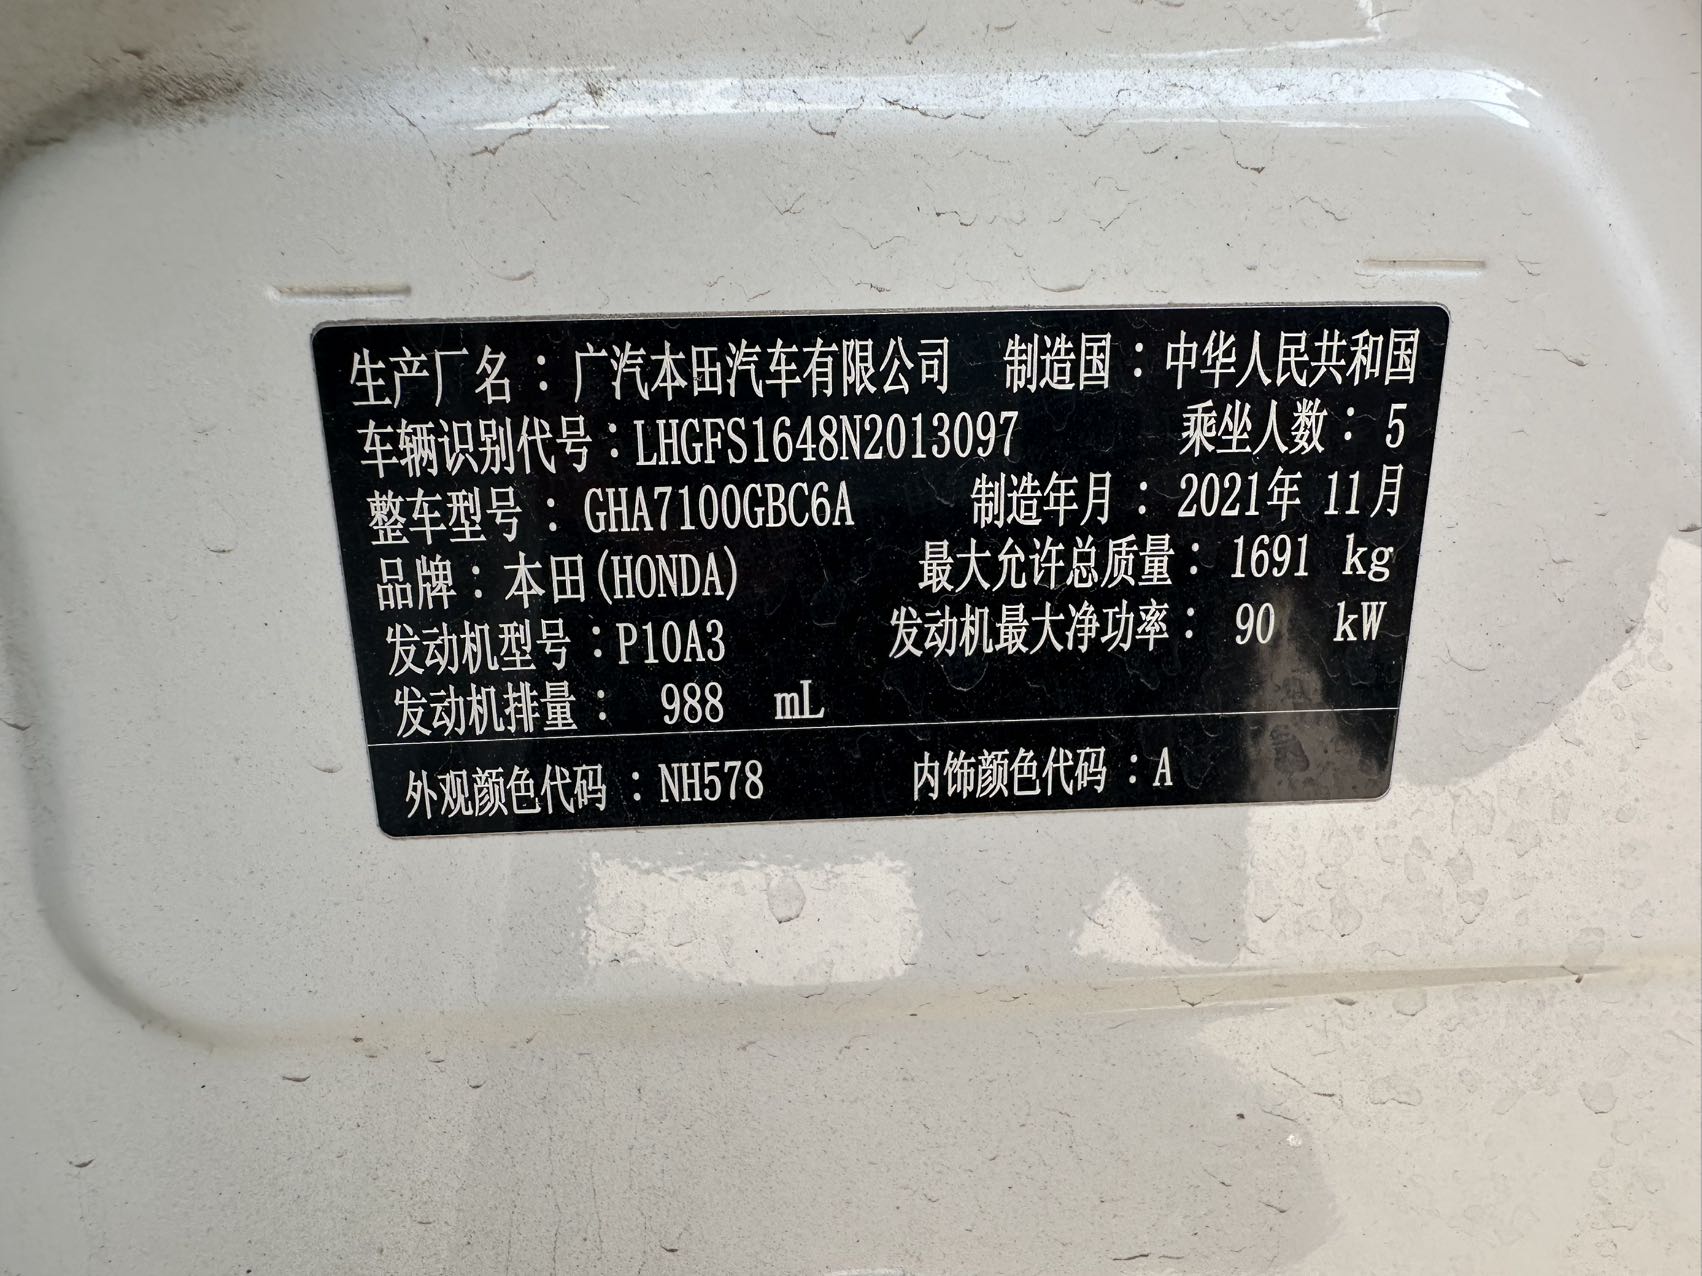 生产厂名：广汽本田汽车有限公司 制造国：中华人民共和国
车辆识别代号：LHGFS1648N2013097 乘坐人数：5
整车型号：GHA7100GBC6A 制造年月：2021年 11月
品牌：本田(HONDA) 最大允许总质量：1691 kg
发动机型号：P10A3 发动机最大净功率：90 kW
发动机排量：988 mL
外观颜色代码：NH578 内饰颜色代码：A